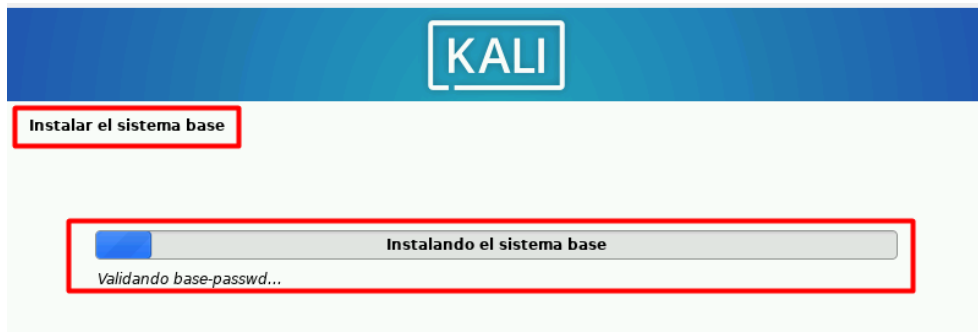 KALI
Instalar el sistema base
Instalando el sistema base
Validando base-passwd...